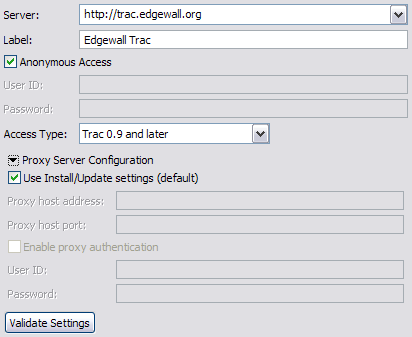 Server: http://trac.edgewall.org
Label: Edgewall Trac
Anonymous Access
User ID:
Password:
Access Type: Trac 0.9 and later
Proxy Server Configuration
Use Install/Update settings (default)
Proxy host address:
Proxy host port:
Enable proxy authentication
User ID:
Password:
Validate Settings